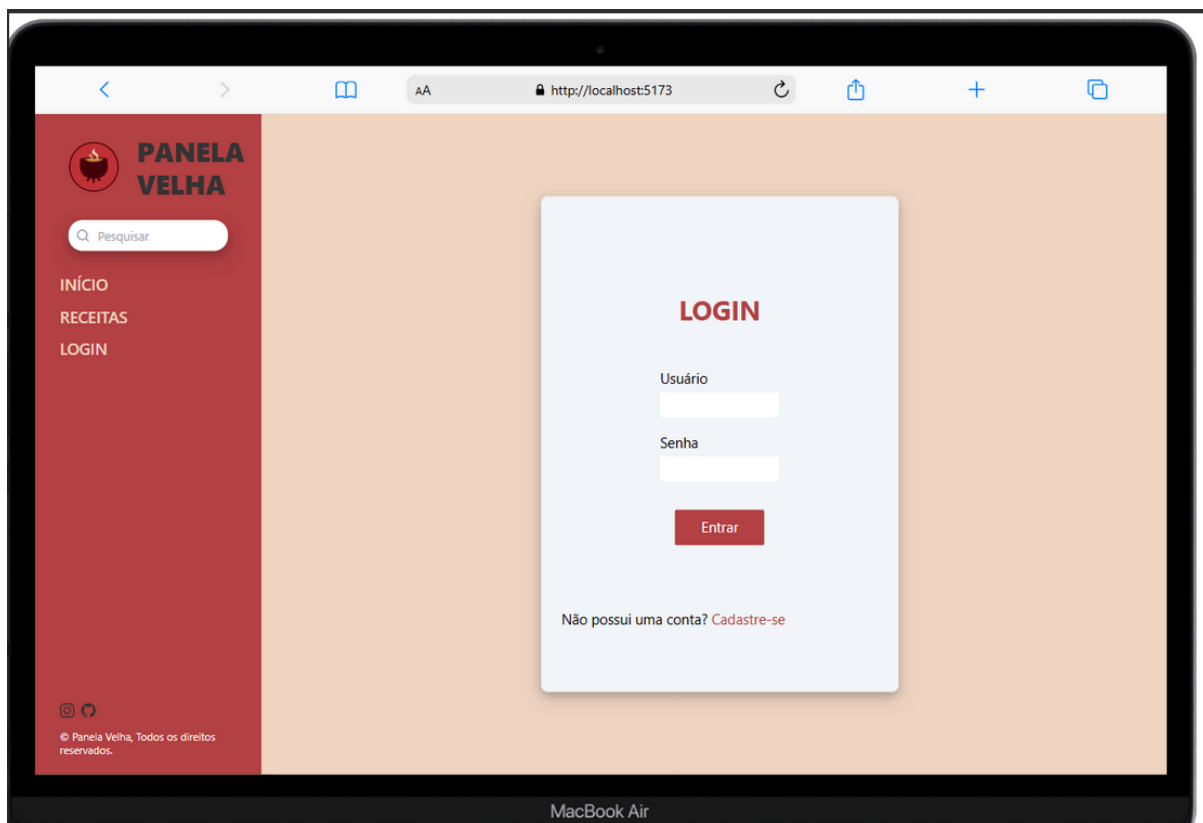 AA
http://localhost:5173
PANELA
VELHA
Pesquisar
INÍCIO
RECEITAS
LOGIN
LOGIN
Usuário
Senha
Entrar
Não possui uma conta? Cadastre-se
© Panela Velha, Todos os direitos
reservados.
MacBook Air